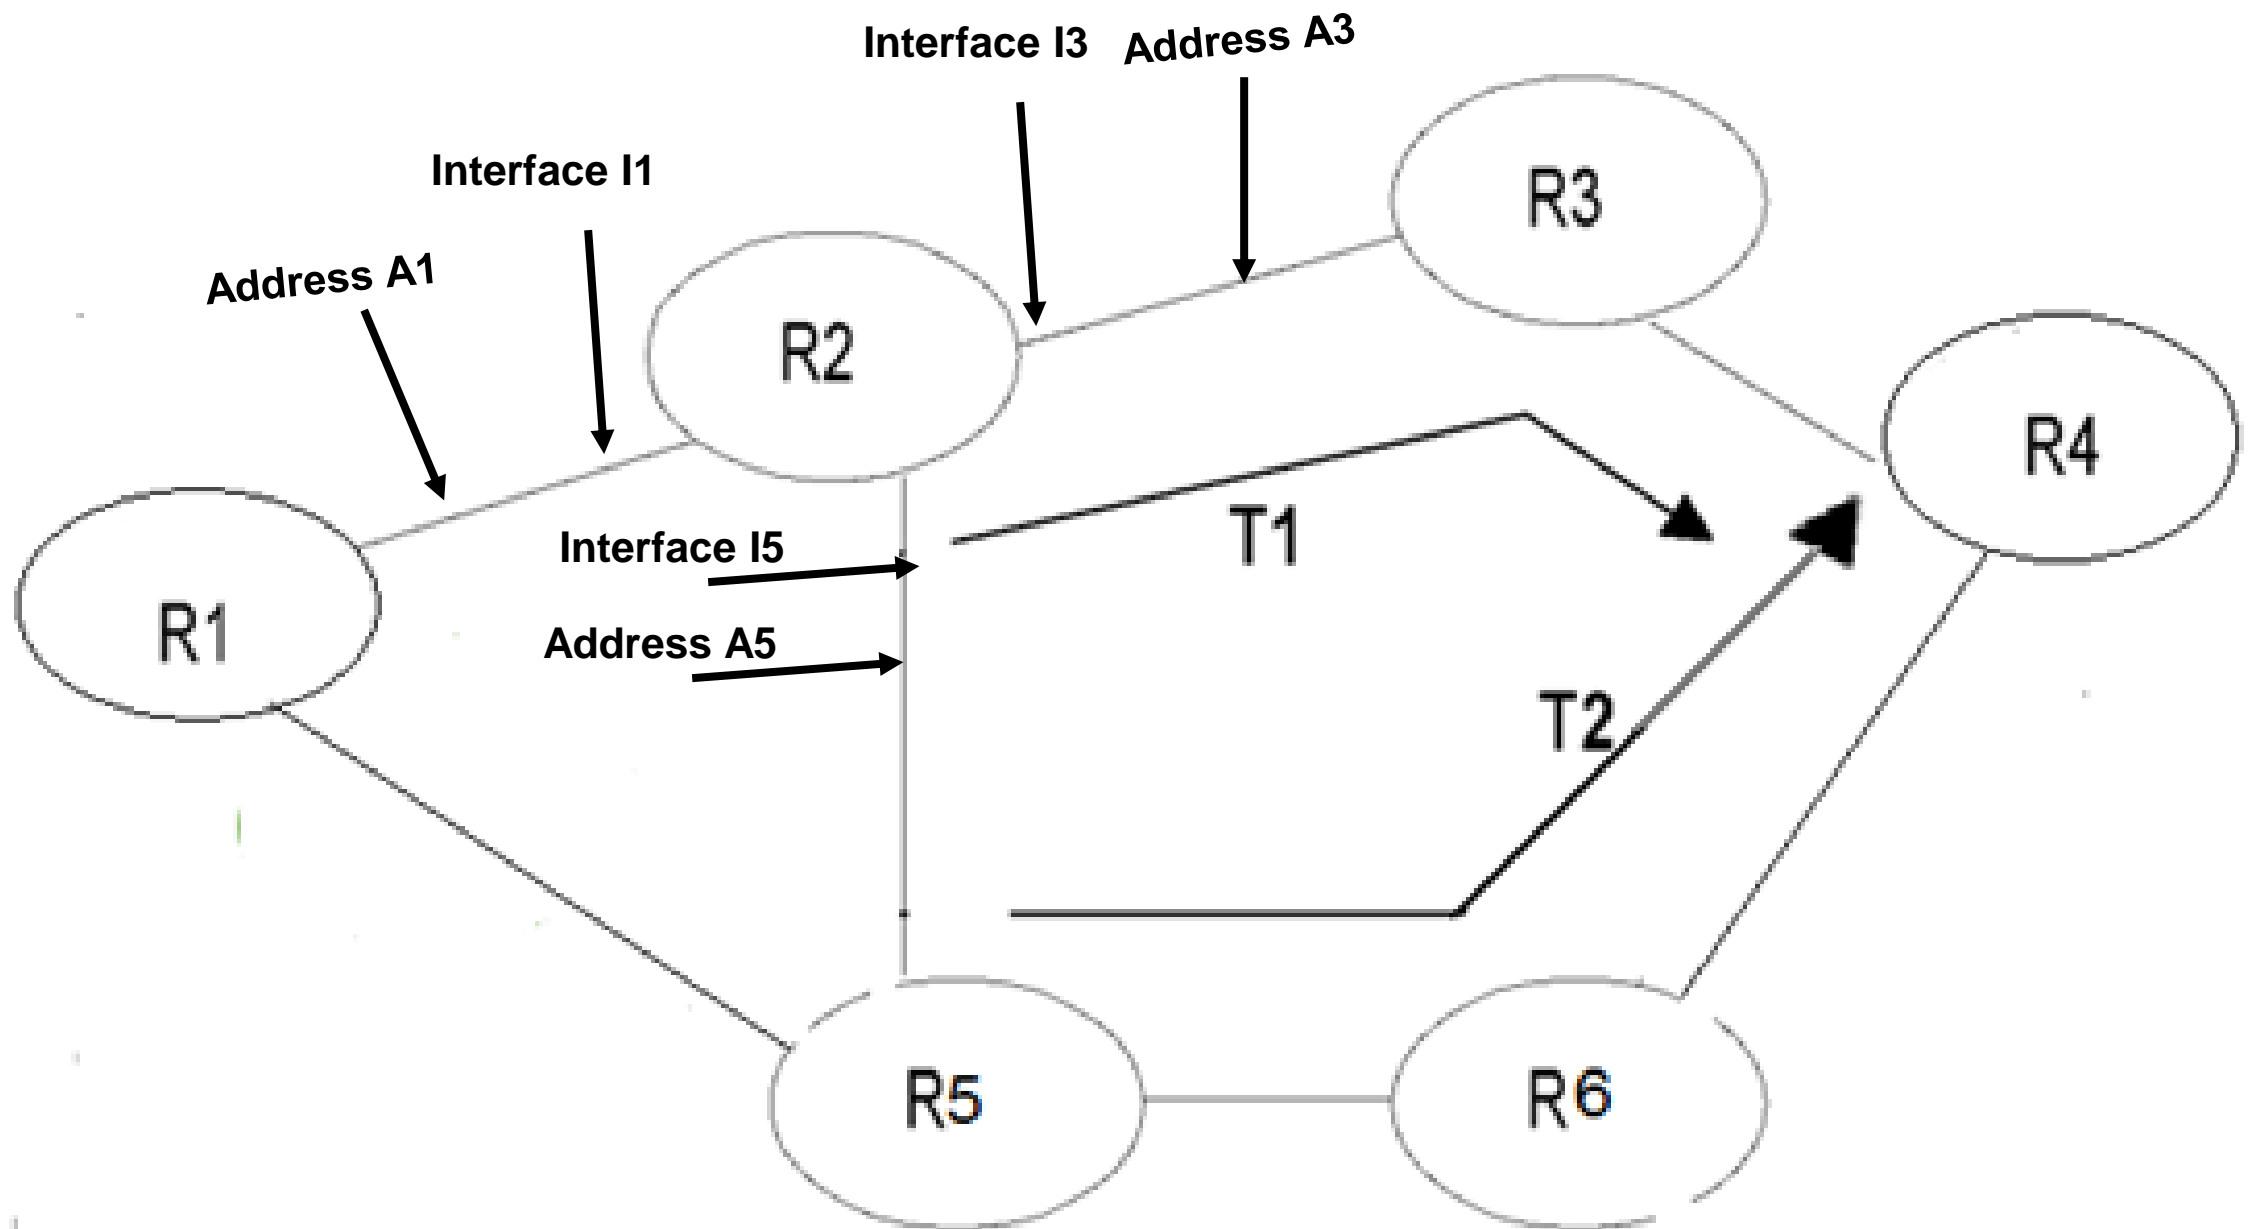 Interface I3
Address A3
Interface I1
R3
Address A1
R2
R4
Interface I5
T1
R1
Address A5
T2
R5
R6